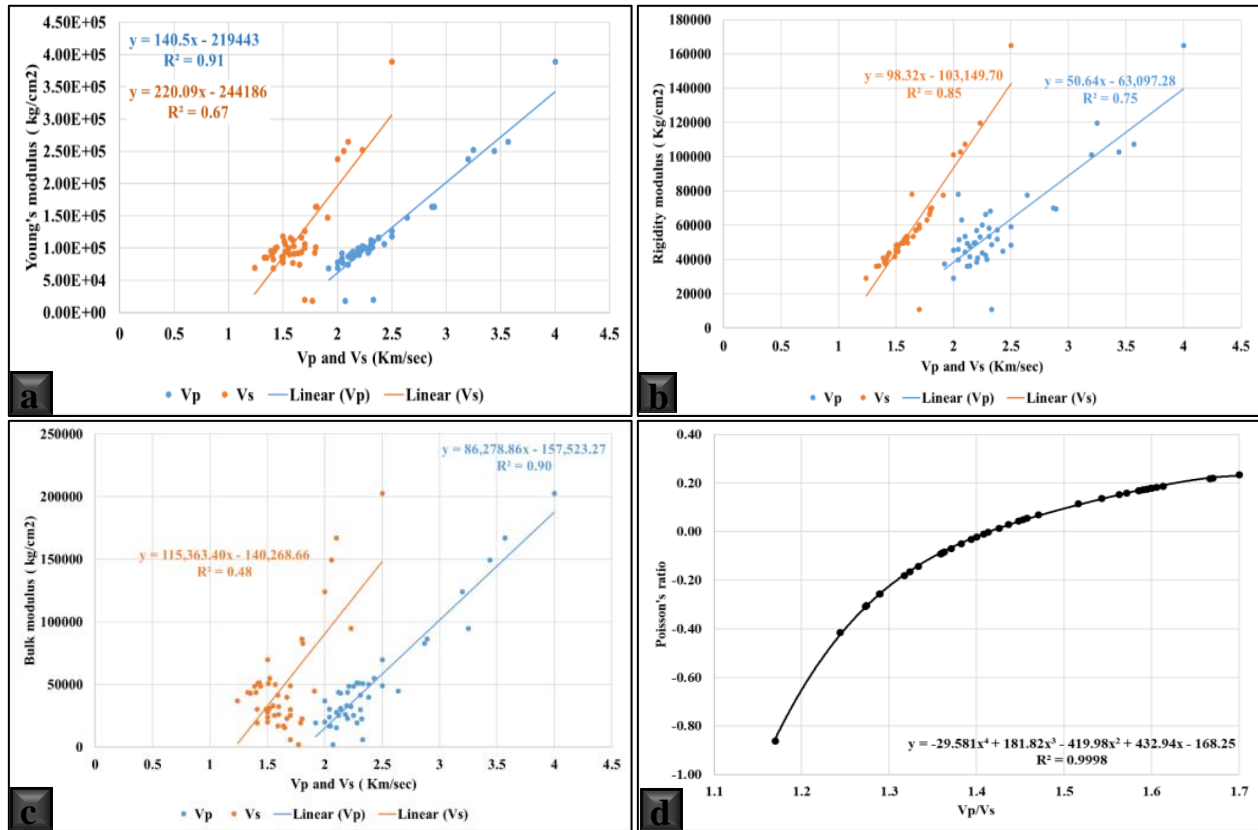 4.50E+05
4.00E+05
3.50E+05
3.00E+05
2.50E+05
2.00E+05
1.50E+05
1.00E+05
5.00E+04
0.00E+00
Young's modulus ( kg/cm2)
y = 140.5x - 219443
R² = 0.91
y = 220.09x - 244186
R² = 0.67
0 0.5 1 1.5 2 2.5 3 3.5 4 4.5
Vp and Vs (Km/sec)
Vp Vs Linear (Vp) Linear (Vs)
a
180000
160000
140000
120000
100000
80000
60000
40000
20000
0
Rigidity modulus ( Kg/cm2)
y = 98.32x - 103,149.70
R² = 0.85
y = 50.64x - 63,097.28
R² = 0.75
0 0.5 1 1.5 2 2.5 3 3.5 4 4.5
Vp and Vs (Km/sec)
Vp Vs Linear (Vp) Linear (Vs)
b
250000
200000
150000
100000
50000
0
Bulk modulus ( kg/cm2)
y = 86,278.86x - 157,523.27
R² = 0.90
y = 115,363.40x - 140,268.66
R² = 0.48
0 0.5 1 1.5 2 2.5 3 3.5 4 4.5
Vp and Vs ( Km/sec)
Vp Vs Linear (Vp) Linear (Vs)
c
0.40
0.20
0.00
-0.20
-0.40
-0.60
-0.80
-1.00
Poisson's ratio
y = -29.581x⁴ + 181.82x³ - 419.98x² + 432.94x - 168.25
R² = 0.9998
1.1 1.2 1.3 1.4 1.5 1.6 1.7
Vp/Vs
d